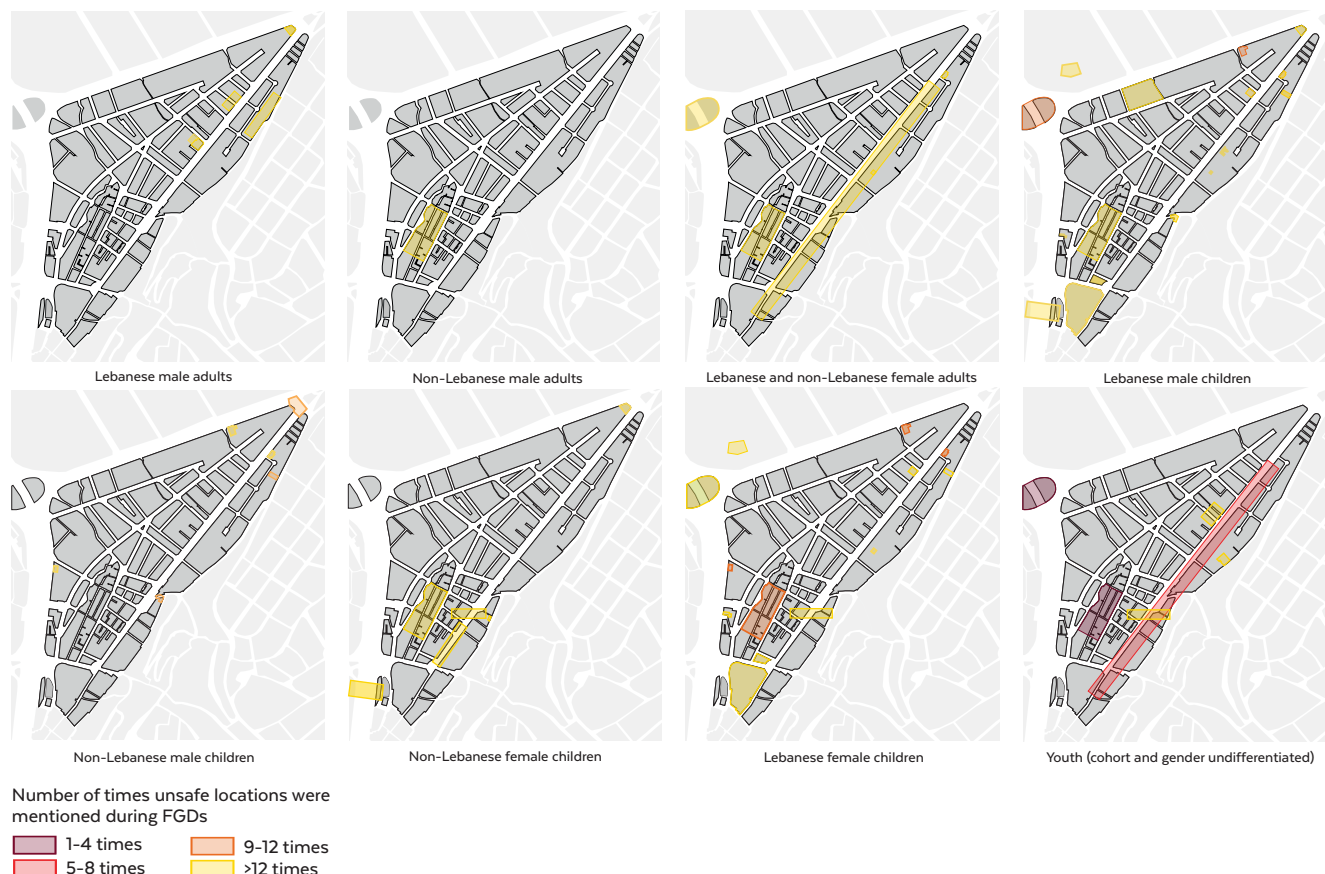 Lebanese male adults
Non-Lebanese male adults
Lebanese and non-Lebanese female adults
Lebanese male children
Non-Lebanese male children
Non-Lebanese female children
Lebanese female children
Youth (cohort and gender undifferentiated)
Number of times unsafe locations were
mentioned during FGDs
1-4 times
9-12 times
5-8 times
>12 times